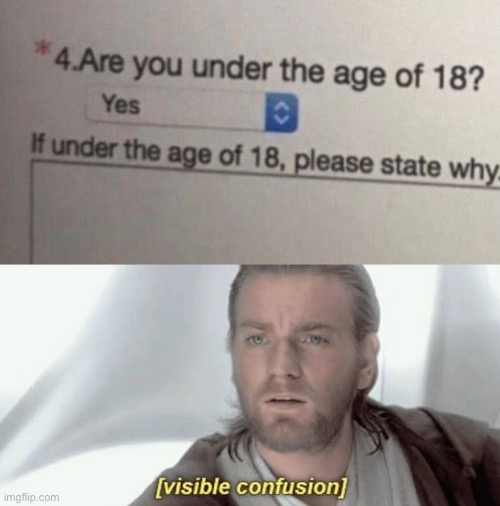 *4.Are you under the age of 18?
Yes
If under the age of 18, please state why.
[visible confusion]
imgflip.com